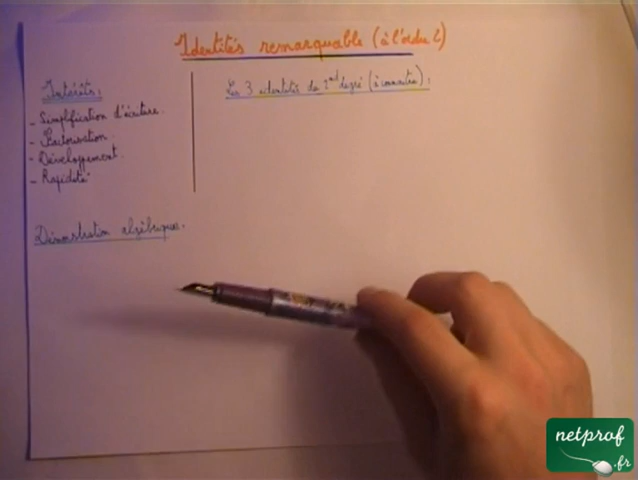 Identités remarquable (à l'ordre 2)
Intérêts:
- Simplification d'écriture.
- Factorisation.
- Développement.
- Rapidité
Les 3 identités du 2nd degré (à connaître):
Démonstration algébrique.
netprof
.fr